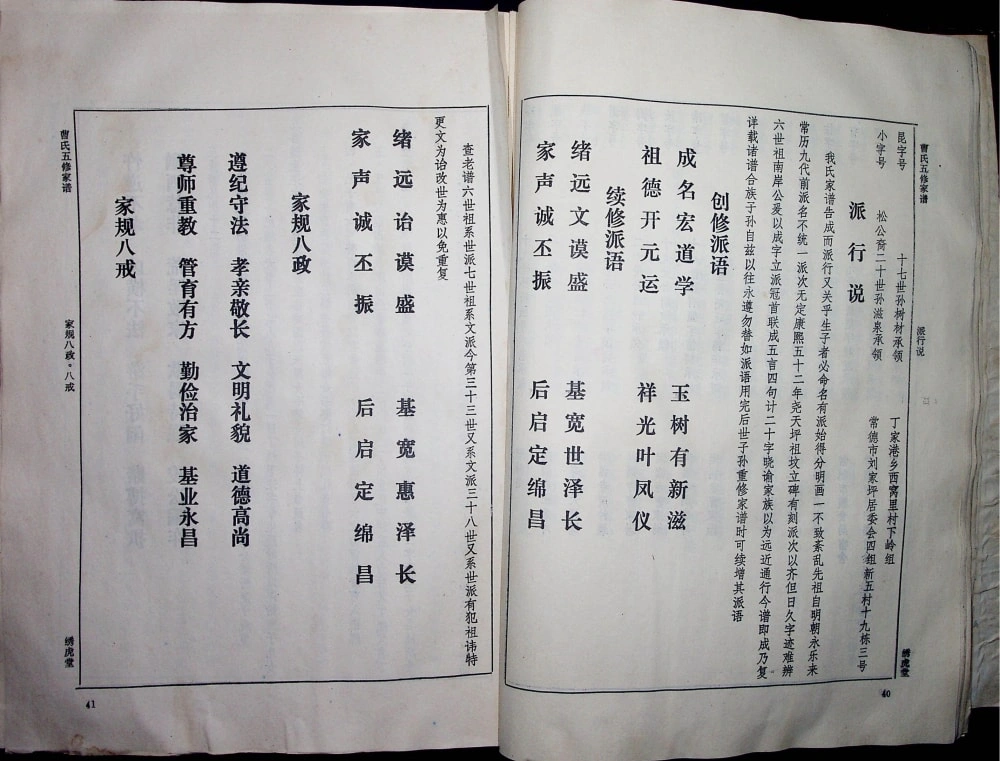 曹氏五修家谱
派行说
绣虎堂
40
昆字号 十七世孙树材承领 丁家港乡西窝里村下岭组
小字号 松公裔二十世孙滋泉承领 常德市刘家坪居委会四组新五村十九栋三号
派行说
我氏家谱告成而派行又关乎生子者必命名有派始得分明画一不致紊乱先祖自明朝永乐来
常历九代前派名不统一派次无定康熙五十二年尧天坪祖坟立碑有刻派次以齐但日久字迹难辨
六世祖南岸公爰以成字立派冠首联成五言四句计二十字晓谕家族以为远近通行今谱即成乃复
详载诸谱合族子孙自兹以往永遵勿替如派语用完后世子孙重修家谱时可续增其派语
创修派语
成名宏道学 玉树有新滋
祖德开元运 祥光叶凤仪
续修派语
绪远文谟盛 基宽世泽长
家声诚丕振 后启定绵昌
查老谱六世祖系世派七世祖系文派今第三十三世又系文派三十八世又系世派有犯祖讳特
更文为诒改世为惠以免重复
绪远诒谟盛 基宽惠泽长
家声诚丕振 后启定绵昌
家规八政
遵纪守法 孝亲敬长 文明礼貌 道德高尚
尊师重教 管育有方 勤俭治家 基业永昌
家规八戒
曹氏五修家谱
家规八政·八戒
绣虎堂
41